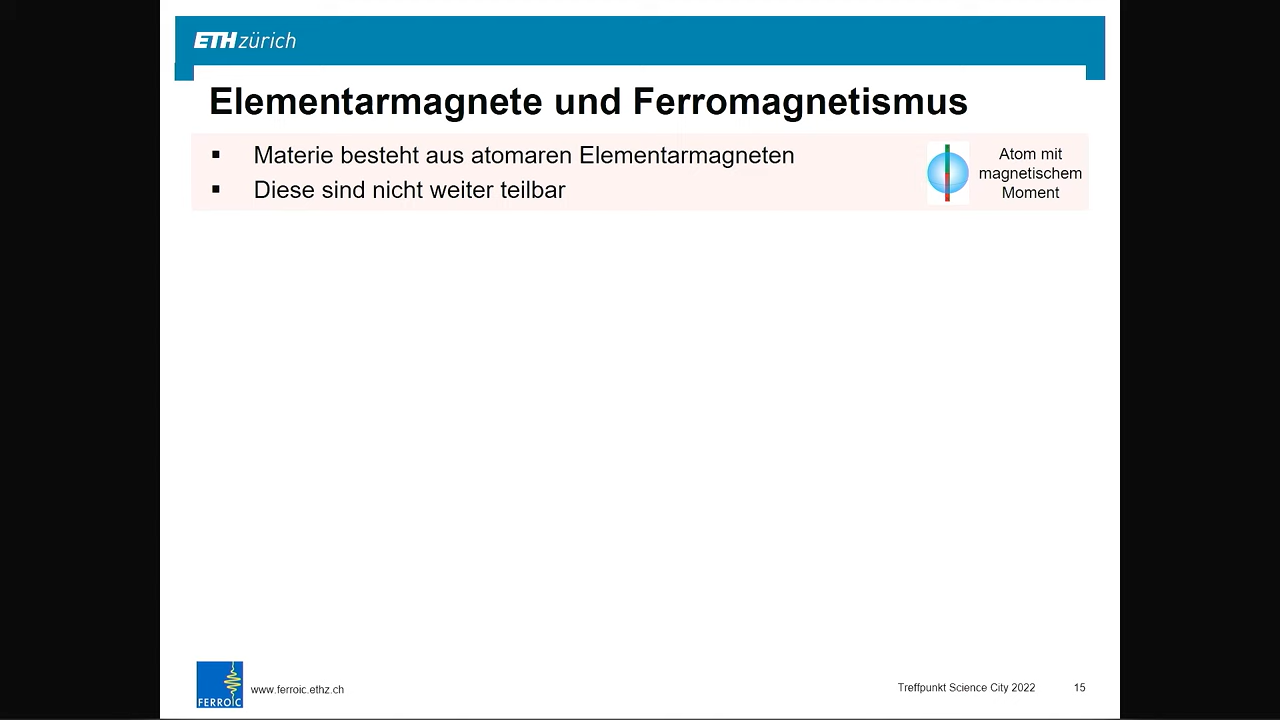 ETH zürich
Elementarmagnete und Ferromagnetismus
▪ Materie besteht aus atomaren Elementarmagneten
▪ Diese sind nicht weiter teilbar
Atom mit
magnetischem
Moment
FERROIC
www.ferroic.ethz.ch
Treffpunkt Science City 2022
15